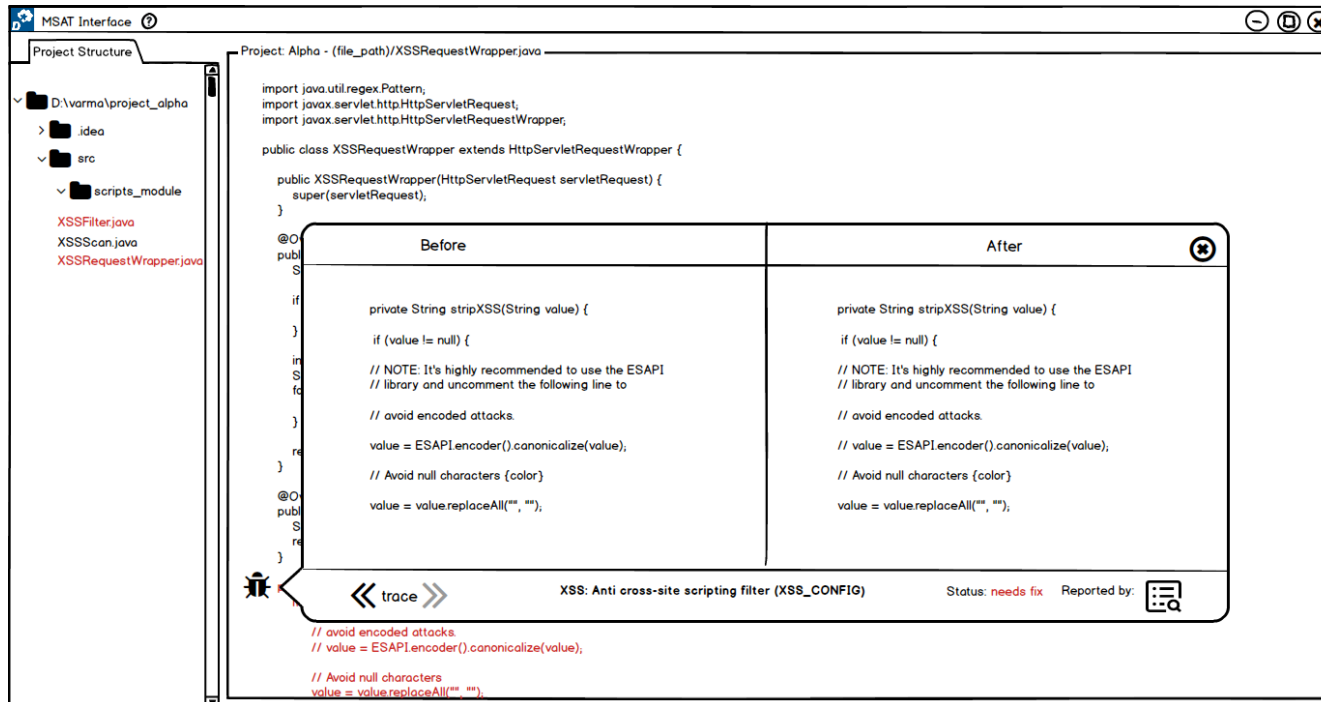 MSAT Interface ?
Project Structure
D:\varma\project_alpha
.idea
src
scripts_module
XSSFilter.java
XSSScan.java
XSSRequestWrapper.java
Project: Alpha - (file_path)/XSSRequestWrapper.java
import java.util.regex.Pattern;
import javax.servlet.http.HttpServletRequest;
import javax.servlet.http.HttpServletRequestWrapper;
public class XSSRequestWrapper extends HttpServletRequestWrapper {
public XSSRequestWrapper(HttpServletRequest servletRequest) {
super(servletRequest);
}
Before
private String stripXSS(String value) {
if (value != null) {
// NOTE: It's highly recommended to use the ESAPI
// library and uncomment the following line to
// avoid encoded attacks.
value = ESAPI.encoder().canonicalize(value);
// Avoid null characters {color}
value = value.replaceAll("", "");
After
private String stripXSS(String value) {
if (value != null) {
// NOTE: It's highly recommended to use the ESAPI
// library and uncomment the following line to
// avoid encoded attacks.
// value = ESAPI.encoder().canonicalize(value);
// Avoid null characters {color}
value = value.replaceAll("", "");
trace
XSS: Anti cross-site scripting filter (XSS_CONFIG)
Status: needs fix
Reported by:
// avoid encoded attacks.
// value = ESAPI.encoder().canonicalize(value);
// Avoid null characters
value = value.replaceAll("", "");